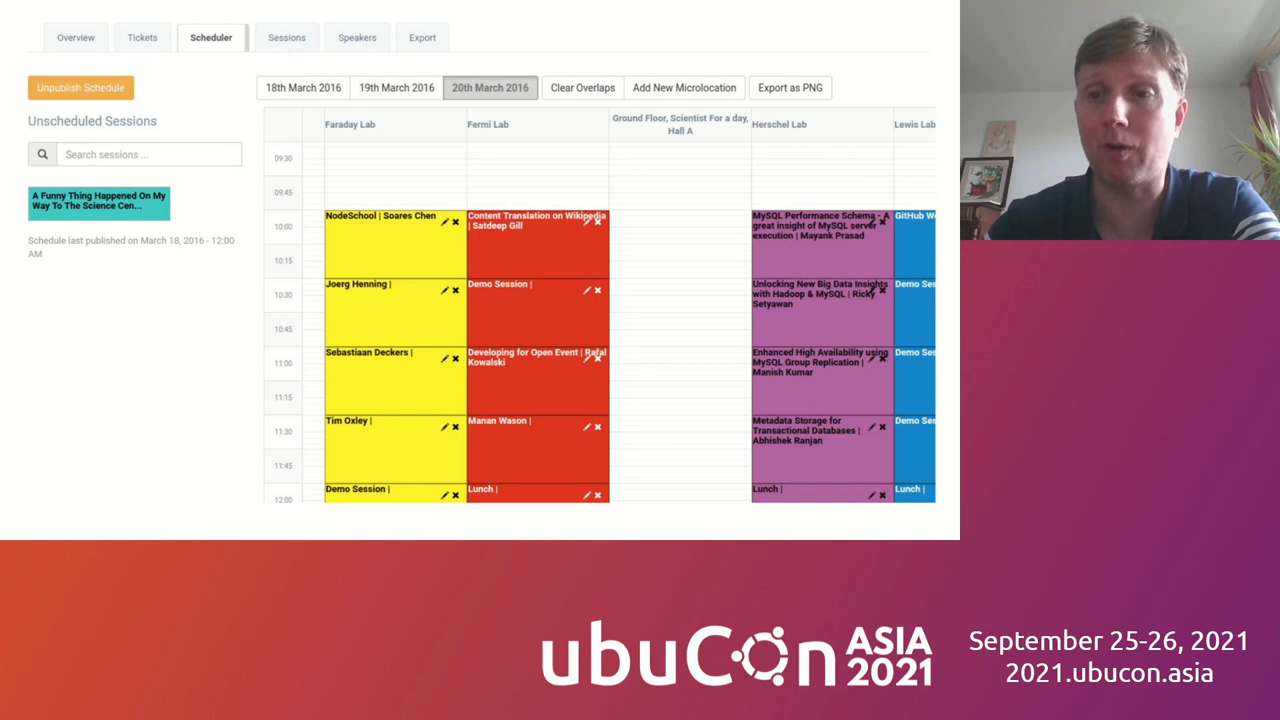 Overview
Tickets
Scheduler
Sessions
Speakers
Export
Unpublish Schedule
18th March 2016
19th March 2016
20th March 2016
Clear Overlaps
Add New Microlocation
Export as PNG
Unscheduled Sessions
Search sessions ...
A Funny Thing Happened On My
Way To The Science Cen...
Schedule last published on March 18, 2016 - 12:00
AM
Faraday Lab
Fermi Lab
Ground Floor, Scientist For a day,
Hall A
Herschel Lab
Lewis Lab
09:30
09:45
10:00
10:15
10:30
10:45
11:00
11:15
11:30
11:45
12:00
NodeSchool | Soares Chen
Joerg Henning |
Sebastiaan Deckers |
Tim Oxley |
Demo Session |
Content Translation on Wikipedia
| Satdeep Gill
Demo Session |
Developing for Open Event | Rafal
Kowalski
Manan Wason |
Lunch |
MySQL Performance Schema - A
great insight of MySQL server
execution | Mayank Prasad
Unlocking New Big Data Insights
with Hadoop & MySQL | Ricky
Setyawan
Enhanced High Availability using
MySQL Group Replication |
Manish Kumar
Metadata Storage for
Transactional Databases |
Abhishek Ranjan
Lunch |
GitHub W
Demo Ses
Demo Ses
Demo Ses
Lunch |
ubuCon ASIA
2021
September 25-26, 2021
2021.ubucon.asia